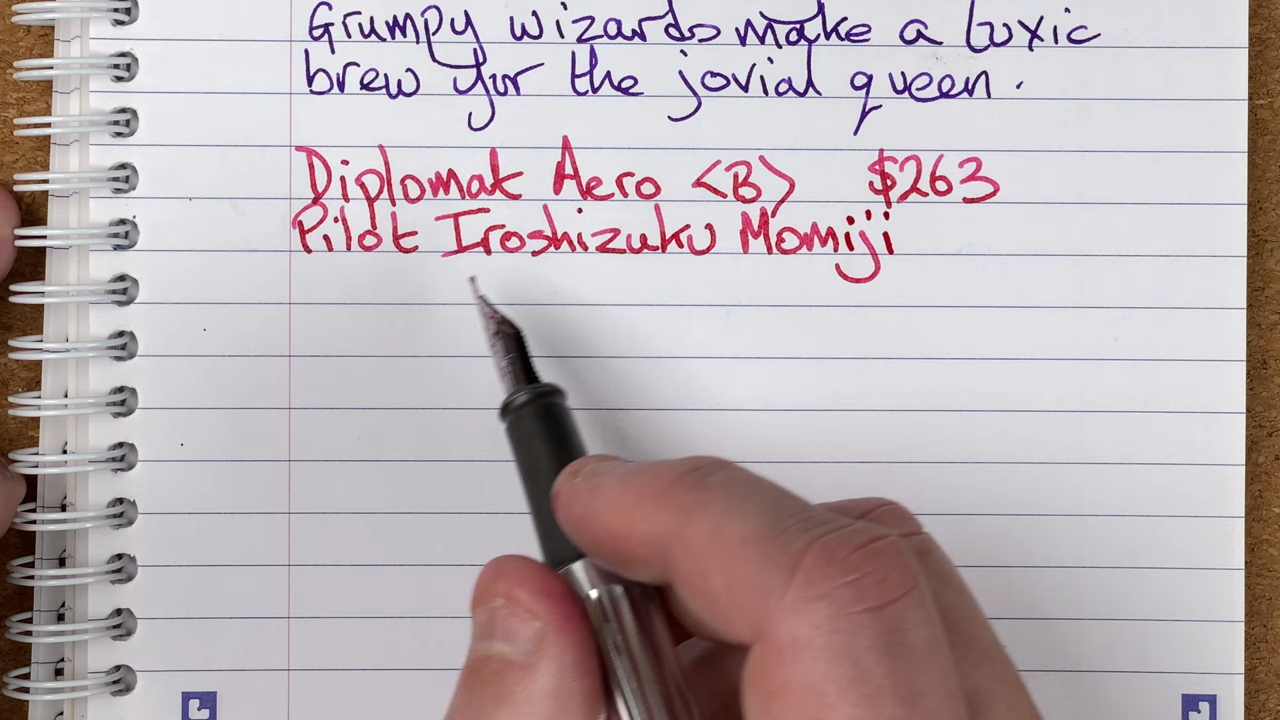 Grumpy wizards make a toxic
brew for the jovial queen.
Diplomat Aero <B> $263
Pilot Iroshizuku Momiji